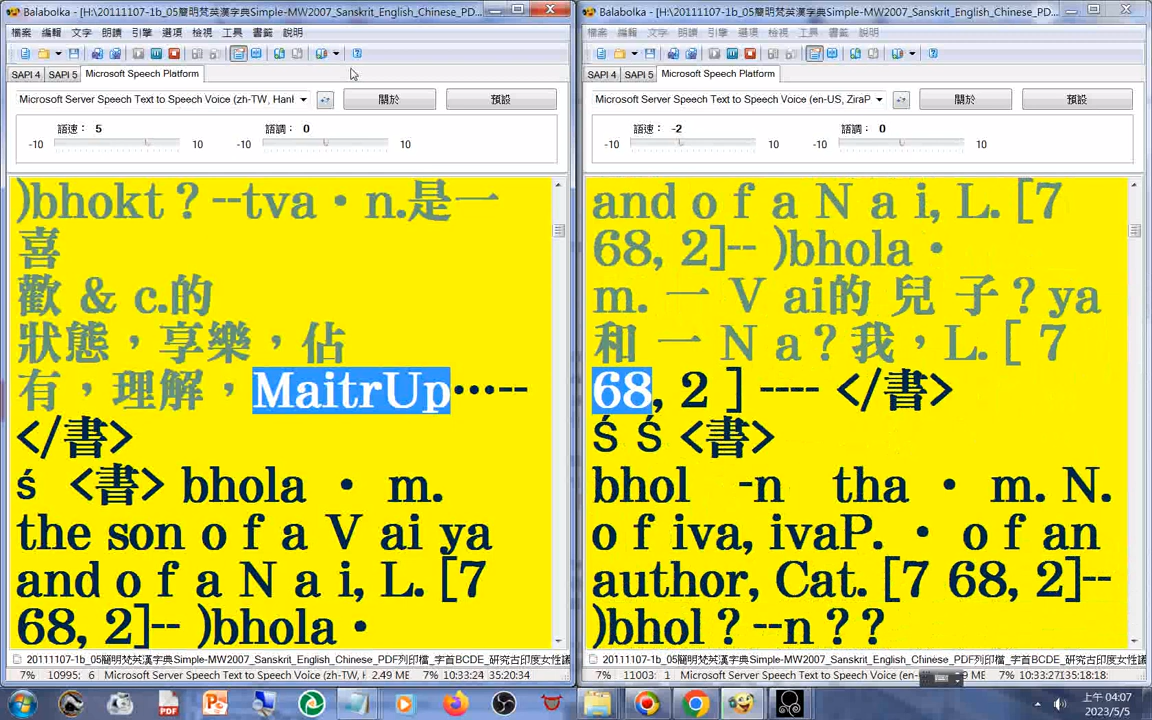 Balabolka - [H:\20111107-1b_05簡明梵英漢字典Simple-MW2007_Sanskrit_English_Chinese_PD...
檔案 編輯 文字 朗讀 引擎 選項 檢視 工具 書籤 說明
SAPI 4 SAPI 5 Microsoft Speech Platform
Microsoft Server Speech Text to Speech Voice (zh-TW, Hanl 關於 預設
語速： 5 語調： 0
-10 10 -10 10
)bhokt？--tva‧n.是一
喜
歡 & c.的
狀態，享樂，佔
有，理解，MaitrUp…--
</書>
ś <書> bhola ‧ m.
the son o f a V ai ya
and o f a N a i, L. [7
68, 2]-- )bhola‧
20111107-1b_05簡明梵英漢字典Simple-MW2007_Sanskrit_English_Chinese_PDF列印檔_字首BCDE_研究古印度女性議
7% 10995: 6 Microsoft Server Speech Text to Speech Voice (zh-TW, H 2.49 ME 7% 10:33:24 35:20:34
Balabolka - [H:\20111107-1b_05簡明梵英漢字典Simple-MW2007_Sanskrit_English_Chinese_PD...
檔案 編輯 文字 朗讀 引擎 選項 檢視 工具 書籤 說明
SAPI 4 SAPI 5 Microsoft Speech Platform
Microsoft Server Speech Text to Speech Voice (en-US, ZiraP 關於 預設
語速： -2 語調： 0
-10 10 -10 10
and o f a N a i, L. [7
68, 2]-- )bhola‧
m. 一 V ai的 兒 子？ya
和 一 N a？我，L. [ 7
68, 2 ] ---- </書>
Ś Ś <書>
bhol -n tha ‧ m. N.
o f iva, ivaP. ‧ o f an
author, Cat. [7 68, 2]--
)bhol？--n？？
20111107-1b_05簡明梵英漢字典Simple-MW2007_Sanskrit_English_Chinese_PDF列印檔_字首BCDE_研究古印度女性議
7% 11003: 1 Microsoft Server Speech Text to Speech Voice 7% 10:33:27 35:18:18
上午 04:07
2023/5/5